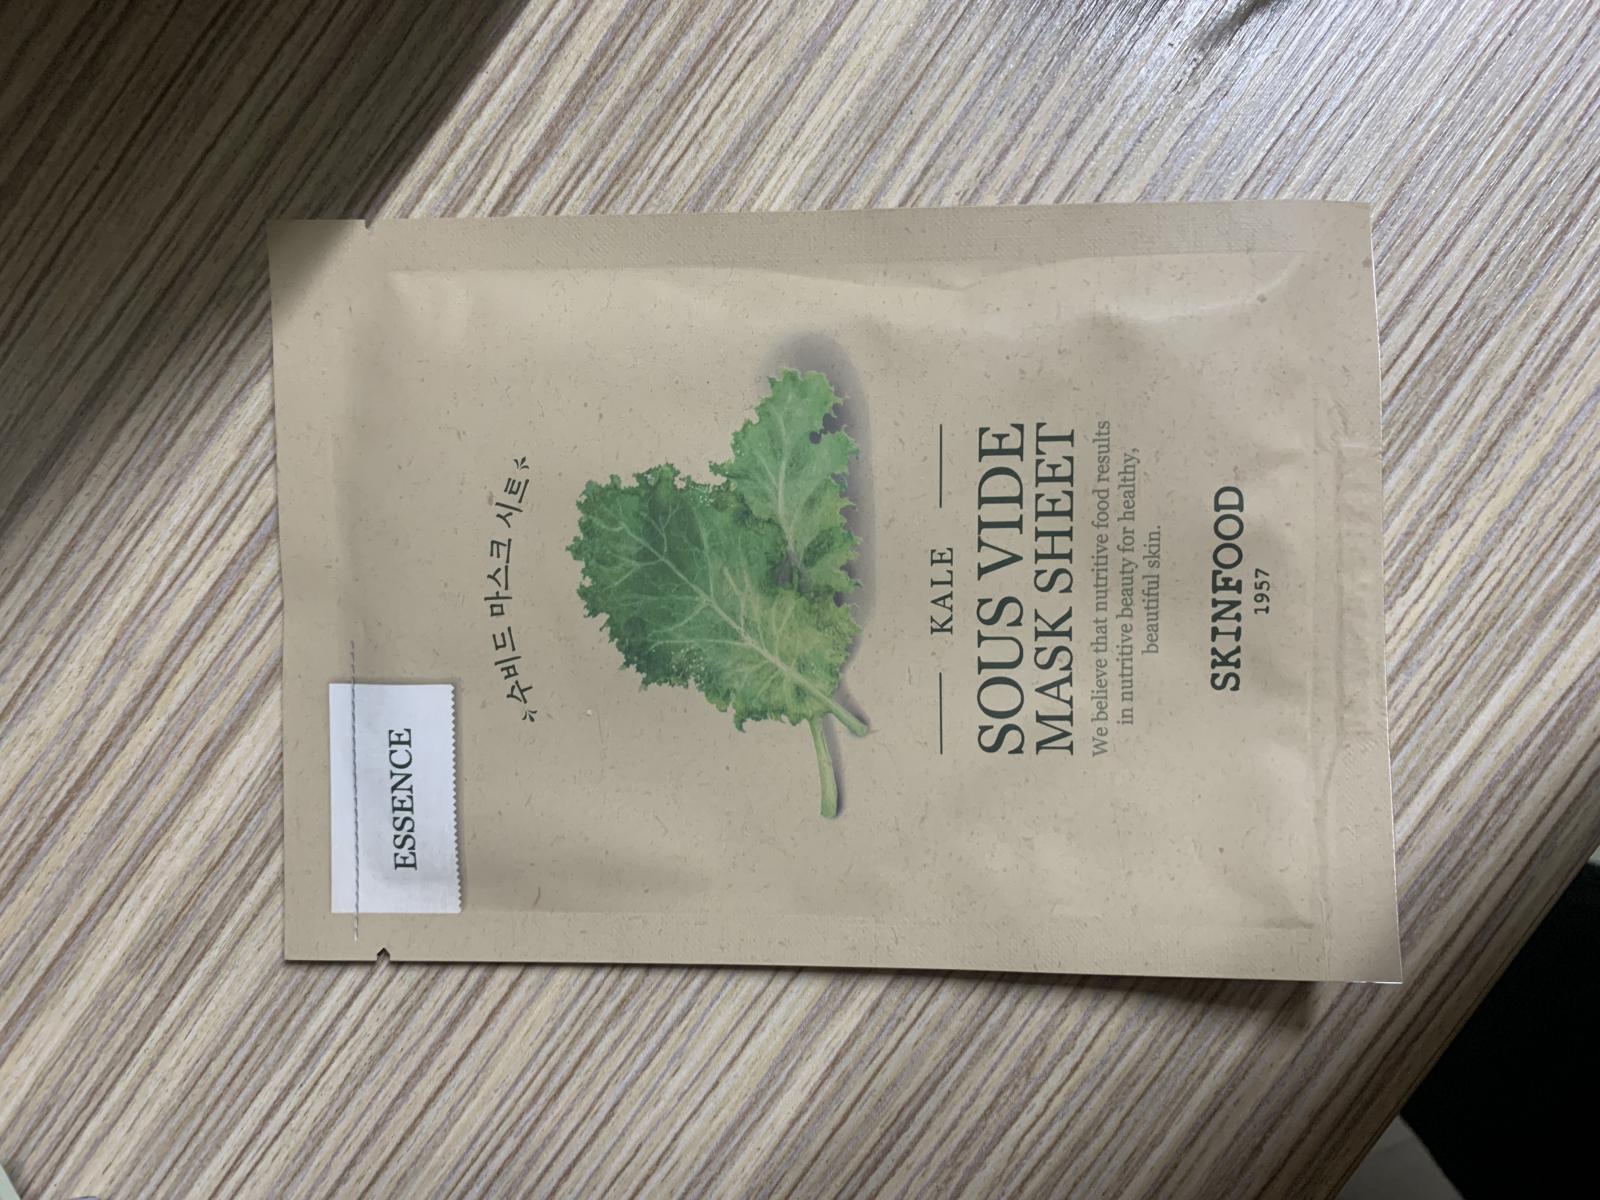 ESSENCE
수비드 마스크 시트
KALE
SOUS VIDE
MASK SHEET
We believe that nutritive food results
in nutritive beauty for healthy,
beautiful skin.
SKINFOOD
1957